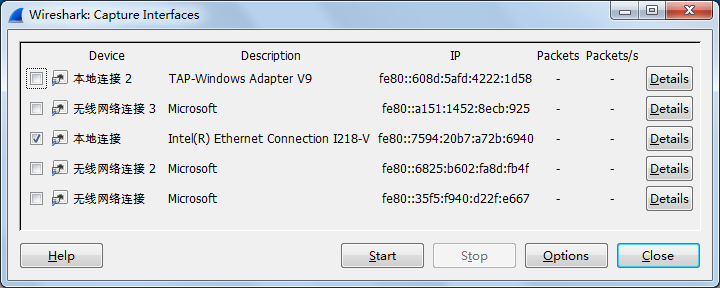 Wireshark: Capture Interfaces
Device Description IP Packets Packets/s
本地连接 2 TAP-Windows Adapter V9 fe80::608d:5afd:4222:1d58 - - Details
无线网络连接 3 Microsoft fe80::a151:1452:8ecb:925 - - Details
本地连接 Intel(R) Ethernet Connection I218-V fe80::7594:20b7:a72b:6940 - - Details
无线网络连接 2 Microsoft fe80::6825:b602:fa8d:fb4f - - Details
无线网络连接 Microsoft fe80::35f5:f940:d22f:e667 - - Details
Help Start Stop Options Close